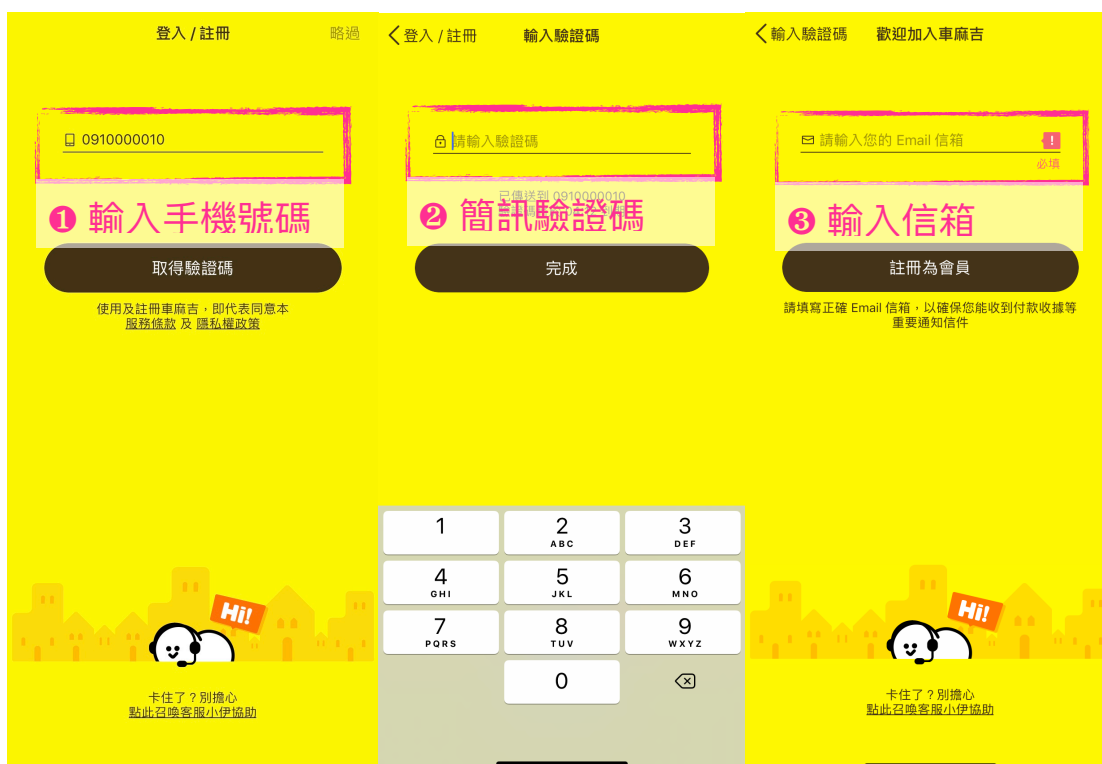 登入 / 註冊
略過
0910000010
❶ 輸入手機號碼
取得驗證碼
使用及註冊車麻吉，即代表同意本
服務條款 及 隱私權政策
Hi!
卡住了？別擔心
點此召喚客服小伊協助
登入 / 註冊
輸入驗證碼
請輸入驗證碼
已傳送到 0910000010
❷ 簡訊驗證碼
完成
1
2
ABC
3
DEF
4
GHI
5
JKL
6
MNO
7
PQRS
8
TUV
9
WXYZ
0
輸入驗證碼
歡迎加入車麻吉
請輸入您的 Email 信箱
!
必填
❸ 輸入信箱
註冊為會員
請填寫正確 Email 信箱，以確保您能收到付款收據等
重要通知信件
Hi!
卡住了？別擔心
點此召喚客服小伊協助